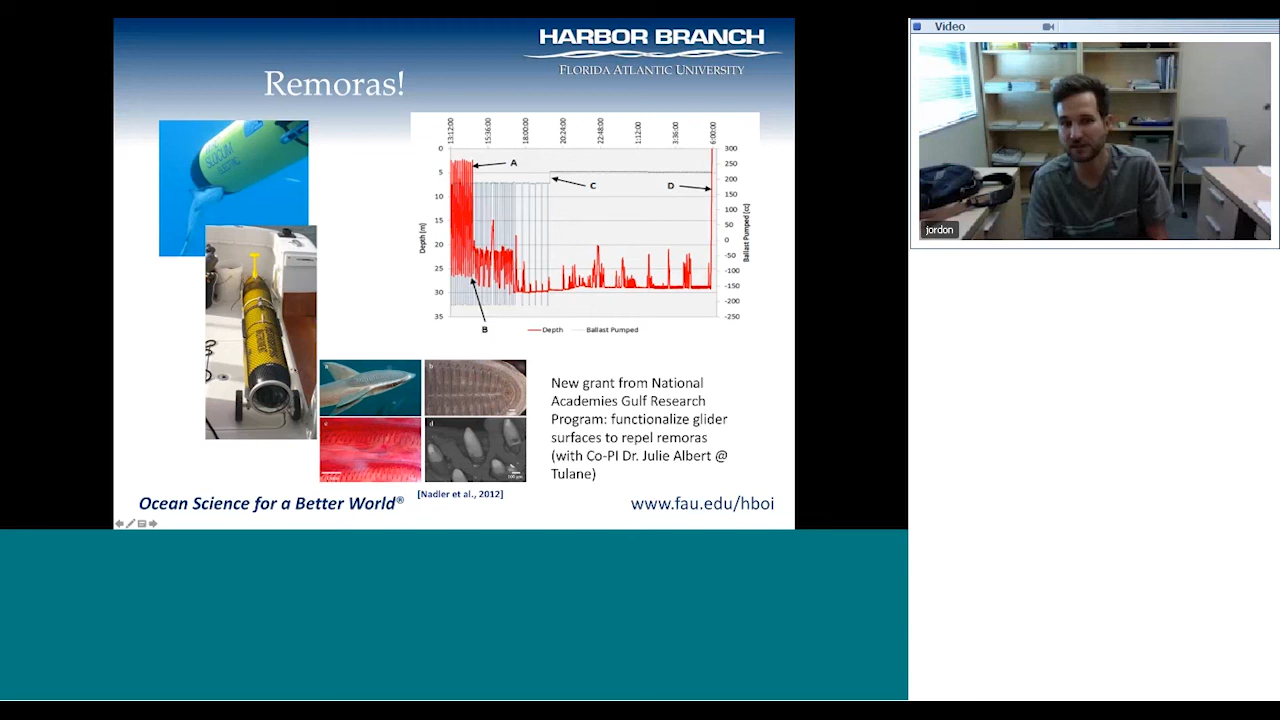 HARBOR BRANCH
FLORIDA ATLANTIC UNIVERSITY
Remoras!
13:12:00
15:36:00
18:00:00
20:24:00
22:48:00
1:12:00
3:36:00
6:00:00
0
5
10
15
20
25
30
35
Depth [m]
A
B
C
D
300
250
200
150
100
50
0
-50
-100
-150
-200
-250
Ballast Pumped [cc]
Depth
Ballast Pumped
a
b
c
d
New grant from National
Academies Gulf Research
Program: functionalize glider
surfaces to repel remoras
(with Co-PI Dr. Julie Albert @
Tulane)
[Nadler et al., 2012]
Ocean Science for a Better World®
www.fau.edu/hboi
Video
jordon